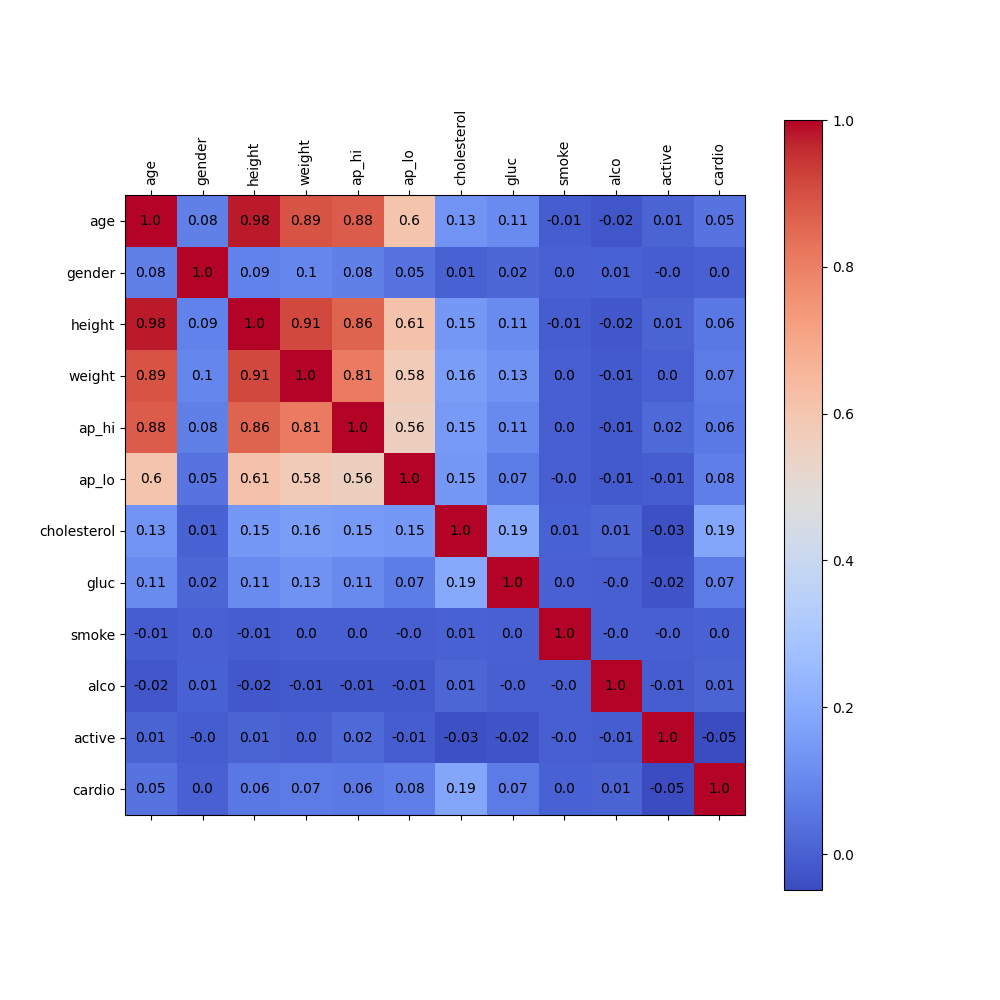 age gender height weight ap_hi ap_lo cholesterol gluc smoke alco active cardio
age 1.0 0.08 0.98 0.89 0.88 0.6 0.13 0.11 -0.01 -0.02 0.01 0.05
gender 0.08 1.0 0.09 0.1 0.08 0.05 0.01 0.02 0.0 0.01 -0.0 0.0
height 0.98 0.09 1.0 0.91 0.86 0.61 0.15 0.11 -0.01 -0.02 0.01 0.06
weight 0.89 0.1 0.91 1.0 0.81 0.58 0.16 0.13 0.0 -0.01 0.0 0.07
ap_hi 0.88 0.08 0.86 0.81 1.0 0.56 0.15 0.11 0.0 -0.01 0.02 0.06
ap_lo 0.6 0.05 0.61 0.58 0.56 1.0 0.15 0.07 -0.0 -0.01 -0.01 0.08
cholesterol 0.13 0.01 0.15 0.16 0.15 0.15 1.0 0.19 0.01 0.01 -0.03 0.19
gluc 0.11 0.02 0.11 0.13 0.11 0.07 0.19 1.0 0.0 -0.0 -0.02 0.07
smoke -0.01 0.0 -0.01 0.0 0.0 -0.0 0.01 0.0 1.0 -0.0 -0.0 0.0
alco -0.02 0.01 -0.02 -0.01 -0.01 -0.01 0.01 -0.0 -0.0 1.0 -0.01 0.01
active 0.01 -0.0 0.01 0.0 0.02 -0.01 -0.03 -0.02 -0.0 -0.01 1.0 -0.05
cardio 0.05 0.0 0.06 0.07 0.06 0.08 0.19 0.07 0.0 0.01 -0.05 1.0
1.0
0.8
0.6
0.4
0.2
0.0